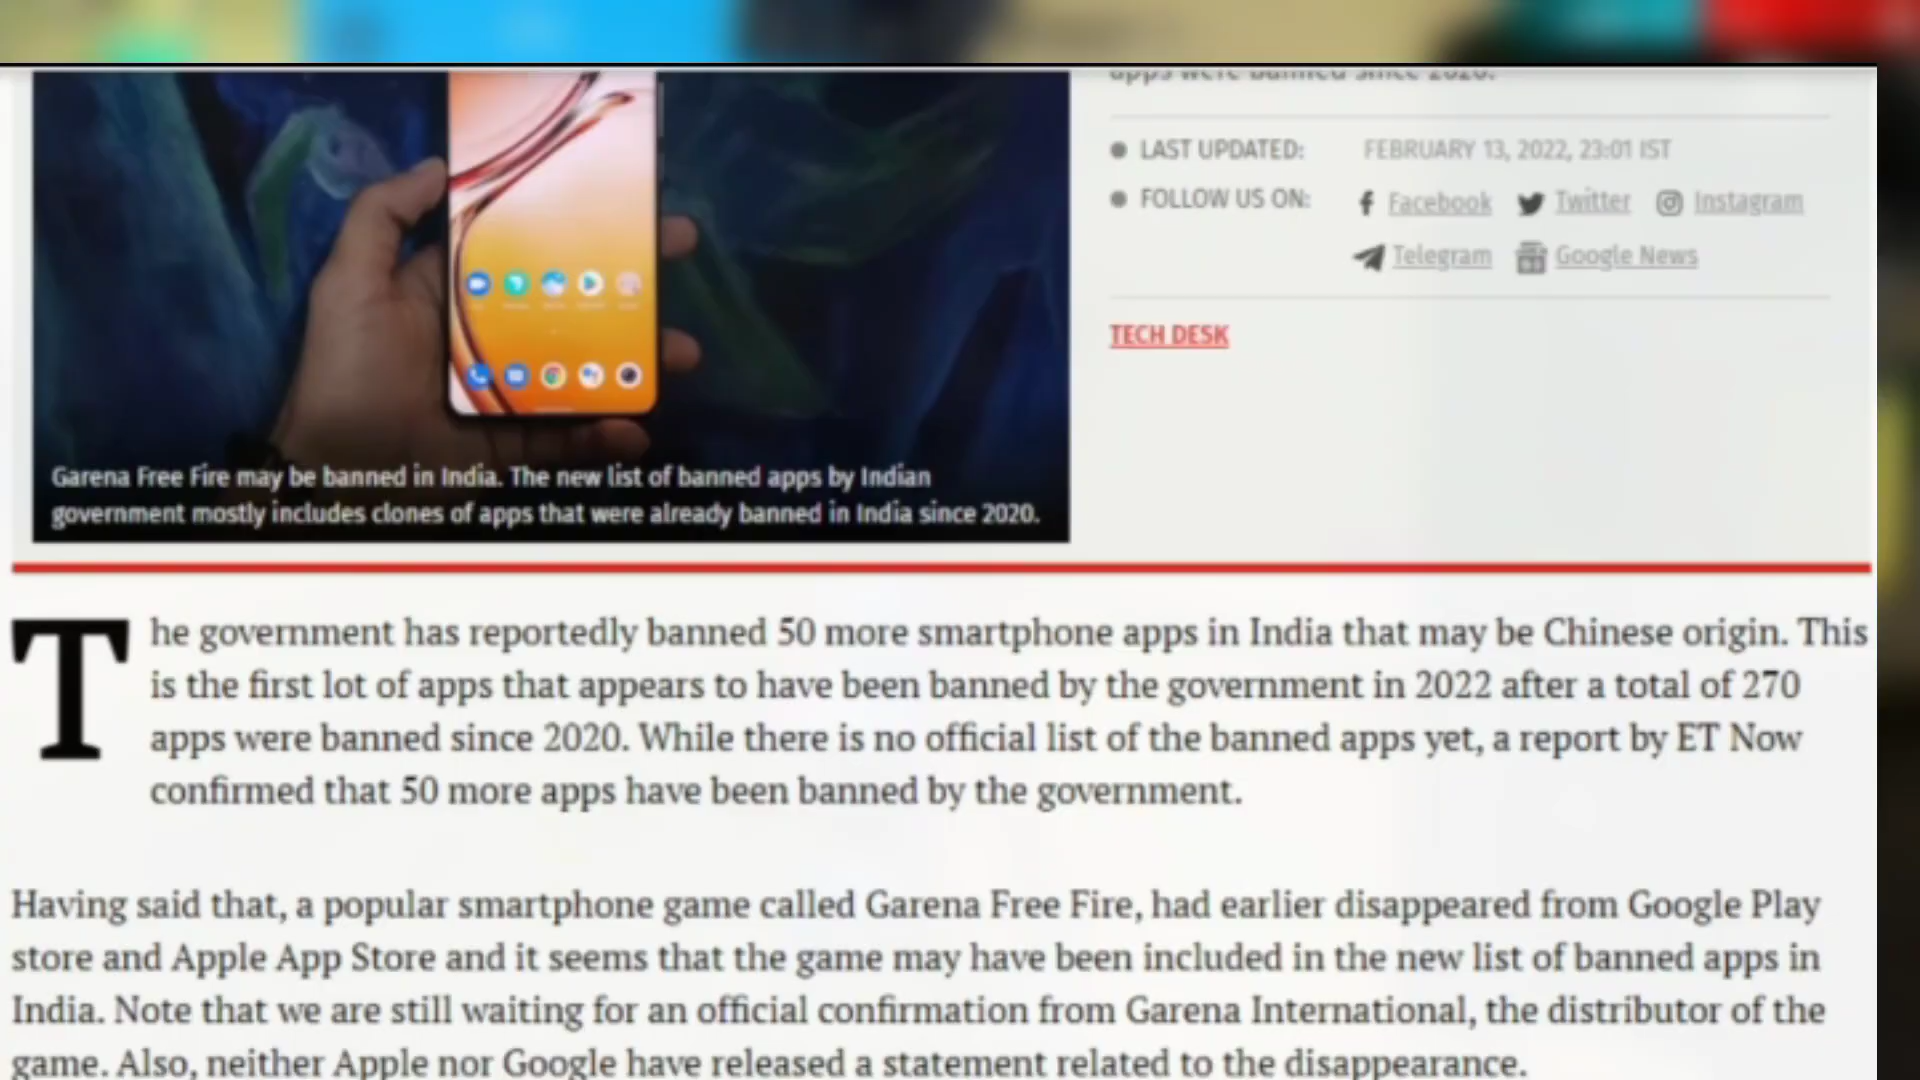 apps were banned since 2020.
LAST UPDATED: FEBRUARY 13, 2022, 23:01 IST
FOLLOW US ON: Facebook Twitter Instagram
Telegram Google News
TECH DESK
Garena Free Fire may be banned in India. The new list of banned apps by Indian
government mostly includes clones of apps that were already banned in India since 2020.
The government has reportedly banned 50 more smartphone apps in India that may be Chinese origin. This
is the first lot of apps that appears to have been banned by the government in 2022 after a total of 270
apps were banned since 2020. While there is no official list of the banned apps yet, a report by ET Now
confirmed that 50 more apps have been banned by the government.
Having said that, a popular smartphone game called Garena Free Fire, had earlier disappeared from Google Play
store and Apple App Store and it seems that the game may have been included in the new list of banned apps in
India. Note that we are still waiting for an official confirmation from Garena International, the distributor of the
game. Also, neither Apple nor Google have released a statement related to the disappearance.